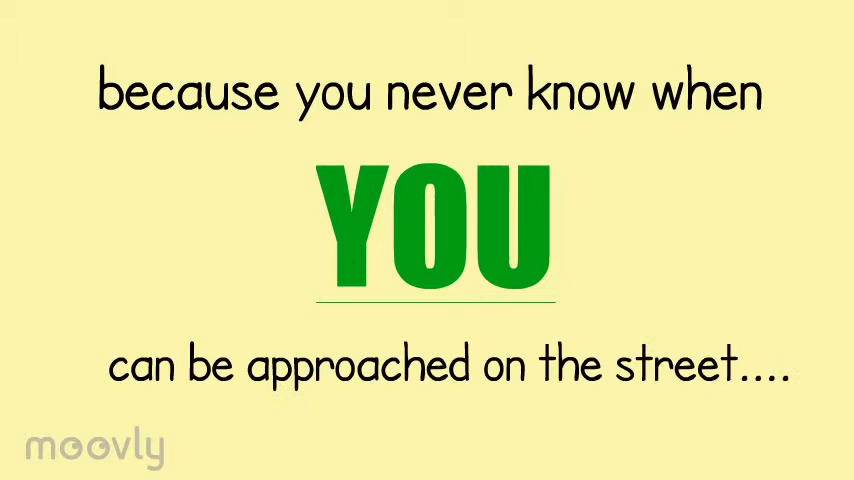 because you never know when
YOU
can be approached on the street....
moovly